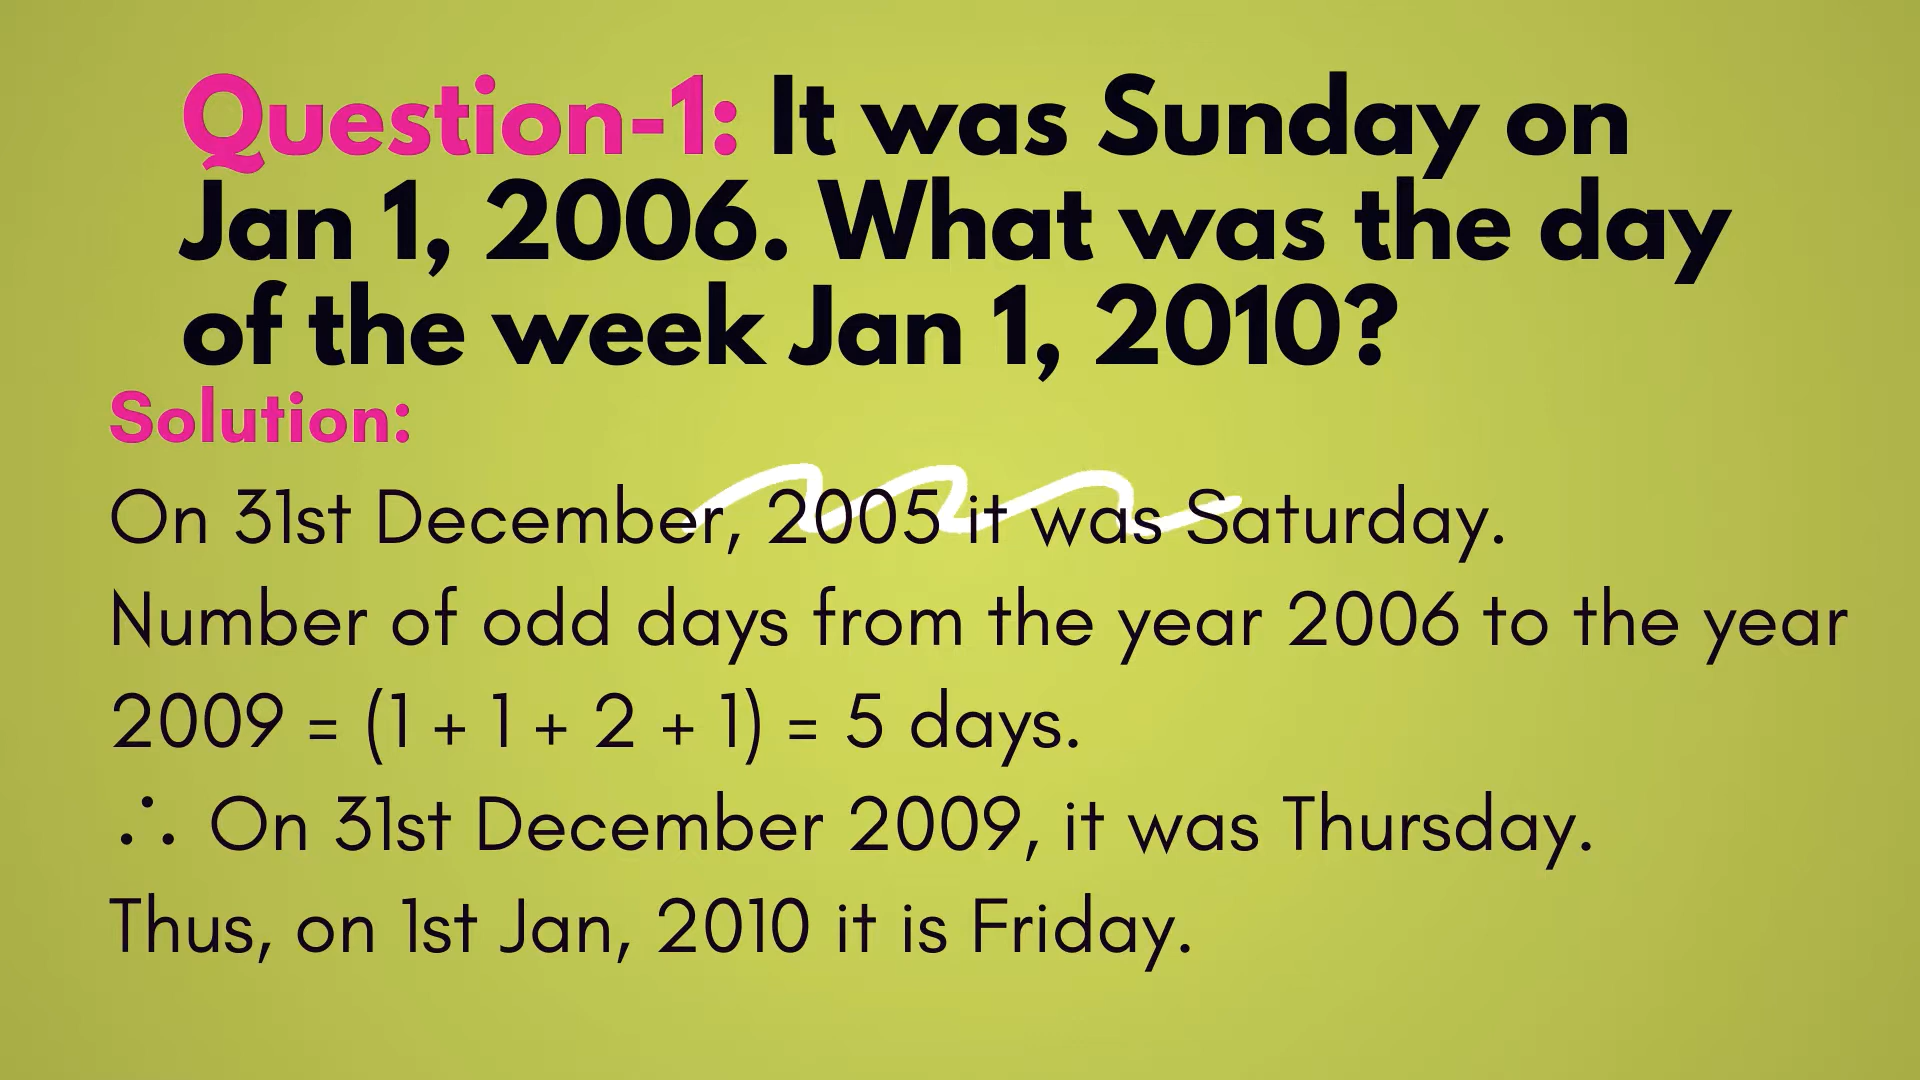 Question-1: It was Sunday on
Jan 1, 2006. What was the day
of the week Jan 1, 2010?
Solution:
On 31st December, 2005 it was Saturday.
Number of odd days from the year 2006 to the year
2009 = (1 + 1 + 2 + 1) = 5 days.
∴ On 31st December 2009, it was Thursday.
Thus, on 1st Jan, 2010 it is Friday.